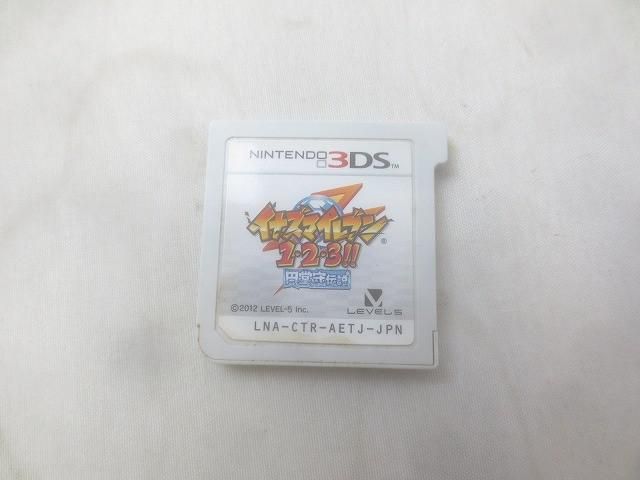 NINTENDO 3DS™
イナズマイレブン®
1・2・3!!
円堂守伝説
©2012 LEVEL-5 Inc.
LEVEL5
LNA-CTR-AETJ-JPN